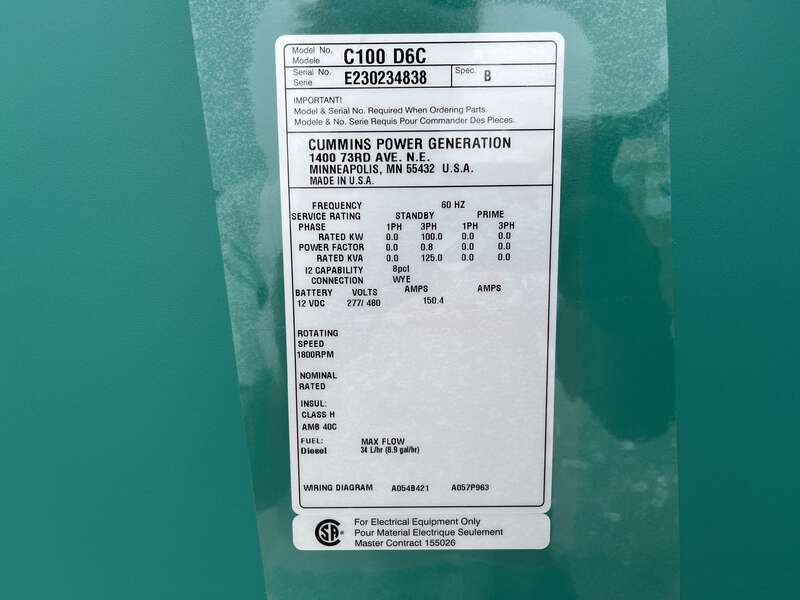 Model No.
Modele
C100 D6C
Serial No.
Serie
E230234838
Spec.
B
IMPORTANT!
Model & Serial No. Required When Ordering Parts.
Modele & No. Serie Requis Pour Commander Des Pieces.
CUMMINS POWER GENERATION
1400 73RD AVE. N.E.
MINNEAPOLIS, MN 55432 U.S.A.
MADE IN U.S.A.
FREQUENCY 60 HZ
SERVICE RATING STANDBY PRIME
PHASE 1PH 3PH 1PH 3PH
RATED KW 0.0 100.0 0.0 0.0
POWER FACTOR 0.0 0.8 0.0 0.0
RATED KVA 0.0 125.0 0.0 0.0
I2 CAPABILITY 8pct
CONNECTION WYE
BATTERY VOLTS AMPS AMPS
12 VDC 277/ 480 150.4
ROTATING
SPEED
1800RPM
NOMINAL
RATED
INSUL:
CLASS H
AMB 40C
FUEL: MAX FLOW
Diesel 34 L/hr (8.9 gal/hr)
WIRING DIAGRAM A054B421 A057P963
SA
For Electrical Equipment Only
Pour Material Electrique Seulement
Master Contract 155026